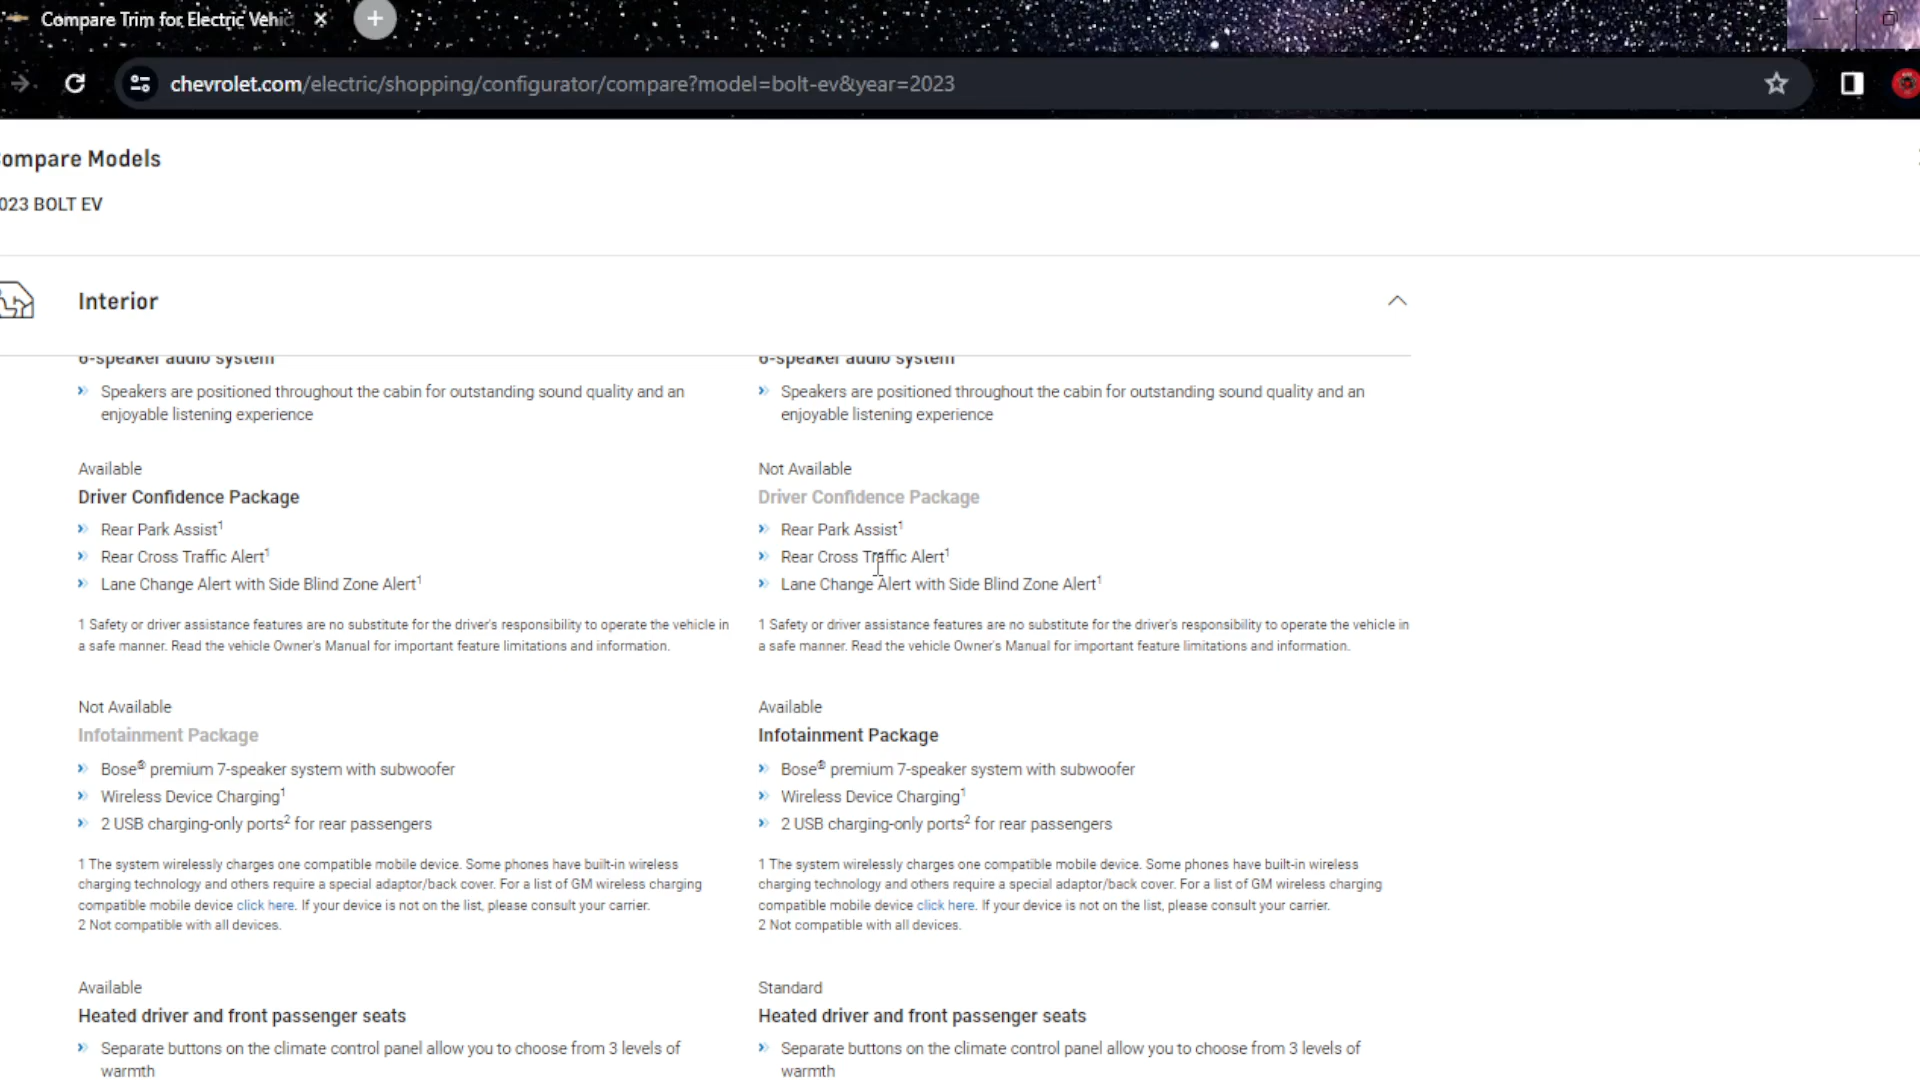 Compare Trim for Electric Vehic
chevrolet.com/electric/shopping/configurator/compare?model=bolt-ev&year=2023
ompare Models
023 BOLT EV
Interior
6-speaker audio system
6-speaker audio system
Speakers are positioned throughout the cabin for outstanding sound quality and an
enjoyable listening experience
Speakers are positioned throughout the cabin for outstanding sound quality and an
enjoyable listening experience
Available
Driver Confidence Package
Rear Park Assist1
Rear Cross Traffic Alert1
Lane Change Alert with Side Blind Zone Alert1
1 Safety or driver assistance features are no substitute for the driver's responsibility to operate the vehicle in
a safe manner. Read the vehicle Owner's Manual for important feature limitations and information.
Not Available
Driver Confidence Package
Rear Park Assist1
Rear Cross Traffic Alert1
Lane Change Alert with Side Blind Zone Alert1
1 Safety or driver assistance features are no substitute for the driver's responsibility to operate the vehicle in
a safe manner. Read the vehicle Owner's Manual for important feature limitations and information.
Not Available
Infotainment Package
Bose® premium 7-speaker system with subwoofer
Wireless Device Charging1
2 USB charging-only ports2 for rear passengers
1 The system wirelessly charges one compatible mobile device. Some phones have built-in wireless
charging technology and others require a special adaptor/back cover. For a list of GM wireless charging
compatible mobile device click here. If your device is not on the list, please consult your carrier.
2 Not compatible with all devices.
Available
Infotainment Package
Bose® premium 7-speaker system with subwoofer
Wireless Device Charging1
2 USB charging-only ports2 for rear passengers
1 The system wirelessly charges one compatible mobile device. Some phones have built-in wireless
charging technology and others require a special adaptor/back cover. For a list of GM wireless charging
compatible mobile device click here. If your device is not on the list, please consult your carrier.
2 Not compatible with all devices.
Available
Heated driver and front passenger seats
Separate buttons on the climate control panel allow you to choose from 3 levels of
warmth
Standard
Heated driver and front passenger seats
Separate buttons on the climate control panel allow you to choose from 3 levels of
warmth